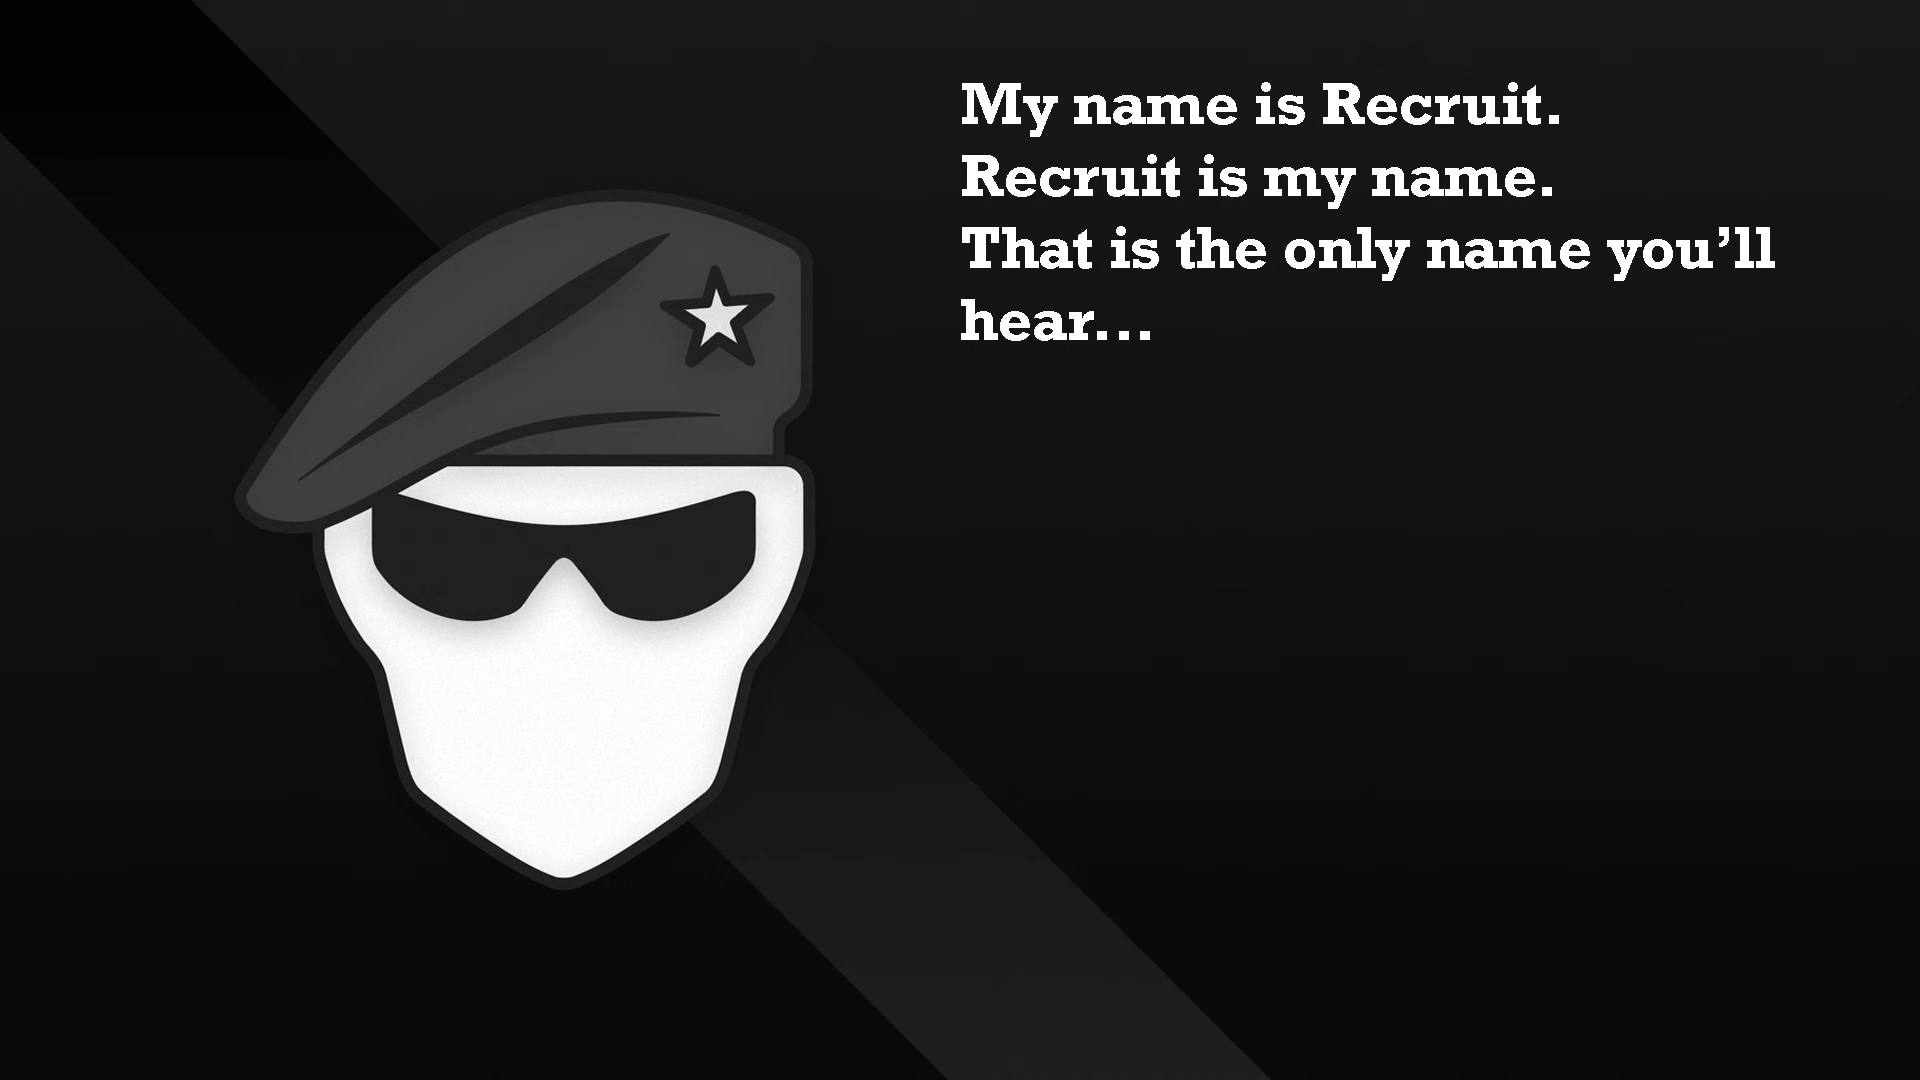 My name is Recruit.
Recruit is my name.
That is the only name you’ll
hear…